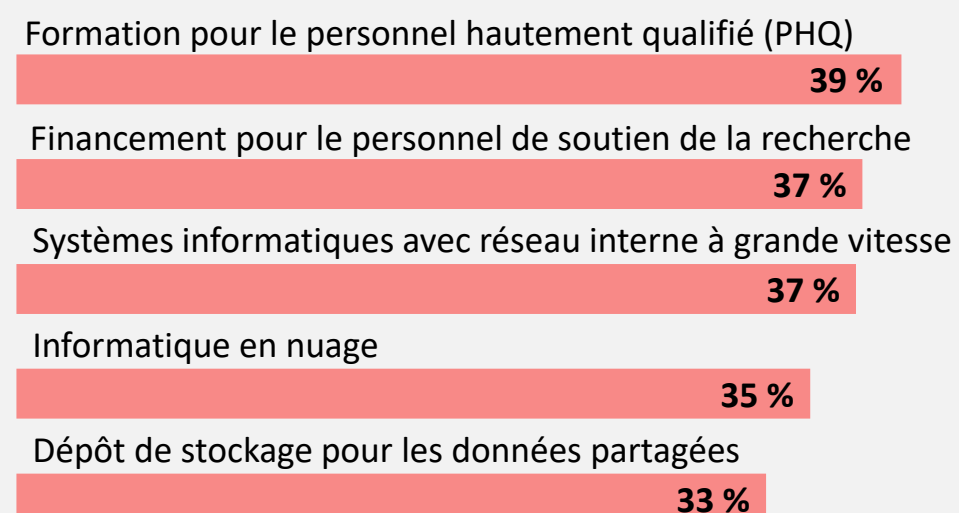 Formation pour le personnel hautement qualifié (PHQ)
39 %
Financement pour le personnel de soutien de la recherche
37 %
Systèmes informatiques avec réseau interne à grande vitesse
37 %
Informatique en nuage
35 %
Dépôt de stockage pour les données partagées
33 %